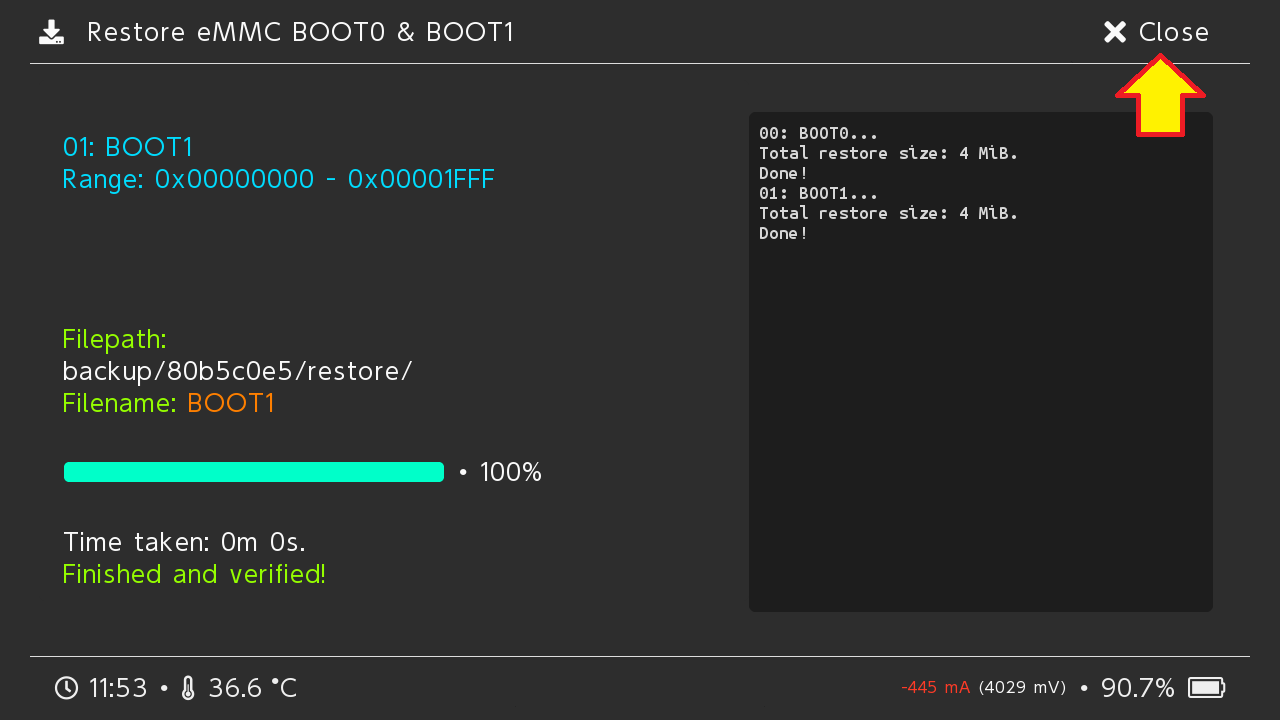 Restore eMMC BOOT0 & BOOT1
Close
01: BOOT1
Range: 0x00000000 - 0x00001FFF
Filepath:
backup/80b5c0e5/restore/
Filename: BOOT1
• 100%
Time taken: 0m 0s.
Finished and verified!
00: BOOT0...
Total restore size: 4 MiB.
Done!
01: BOOT1...
Total restore size: 4 MiB.
Done!
11:53 • 36.6 °C
-445 mA (4029 mV) • 90.7%